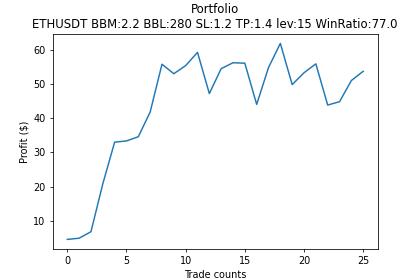 Portfolio
ETHUSDT BBM:2.2 BBL:280 SL:1.2 TP:1.4 lev:15 WinRatio:77.0
60
50
40
30
20
10
Profit ($)
0 5 10 15 20 25
Trade counts